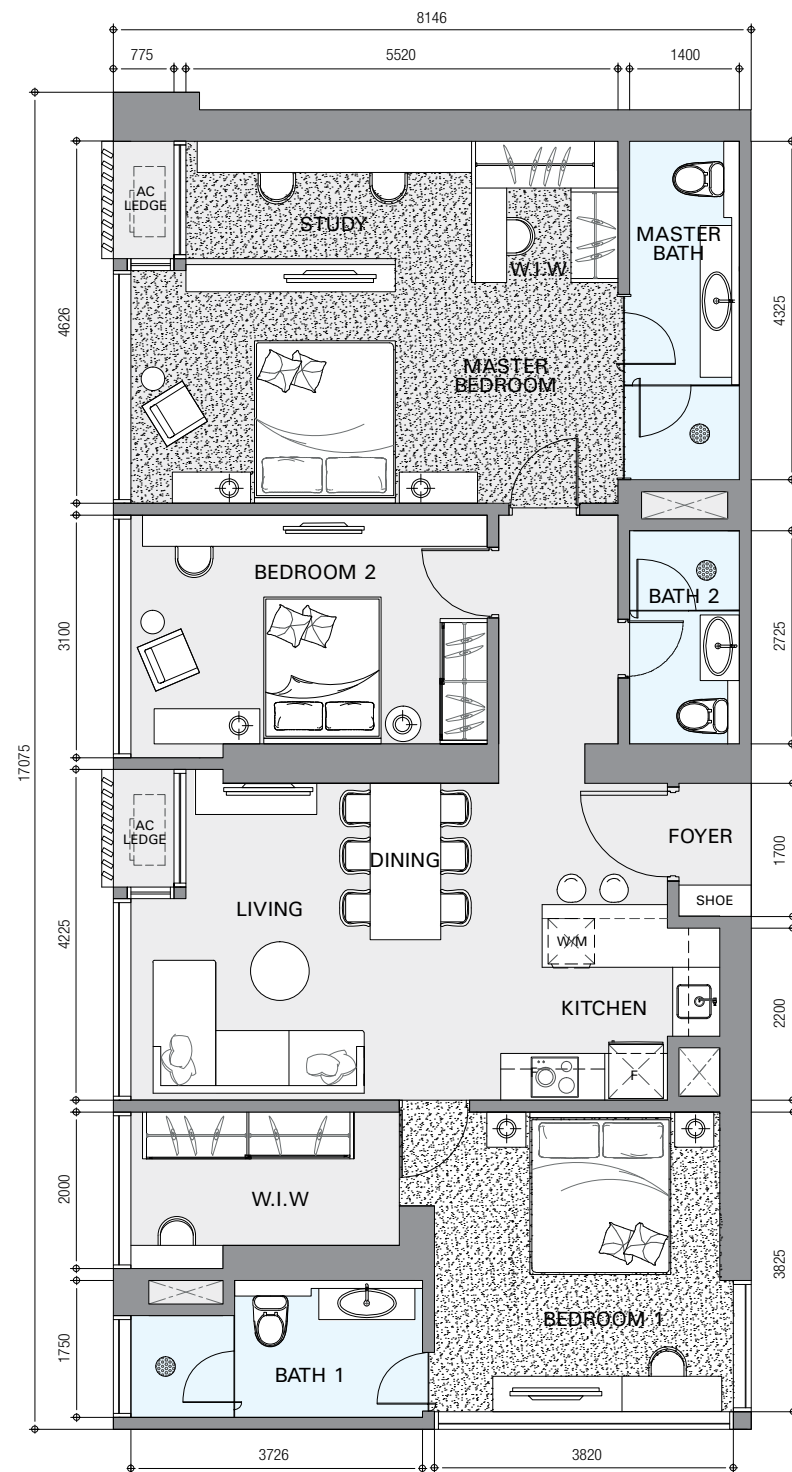 8146
775
5520
1400
AC
LEDGE
STUDY
W.I.W
MASTER
BATH
4626
4325
MASTER
BEDROOM
BEDROOM 2
BATH 2
3100
2725
17075
AC
LEDGE
DINING
FOYER
1700
SHOE
LIVING
4225
WM
KITCHEN
2200
F
F
2000
W.I.W
3825
BEDROOM 1
1750
BATH 1
3726
3820